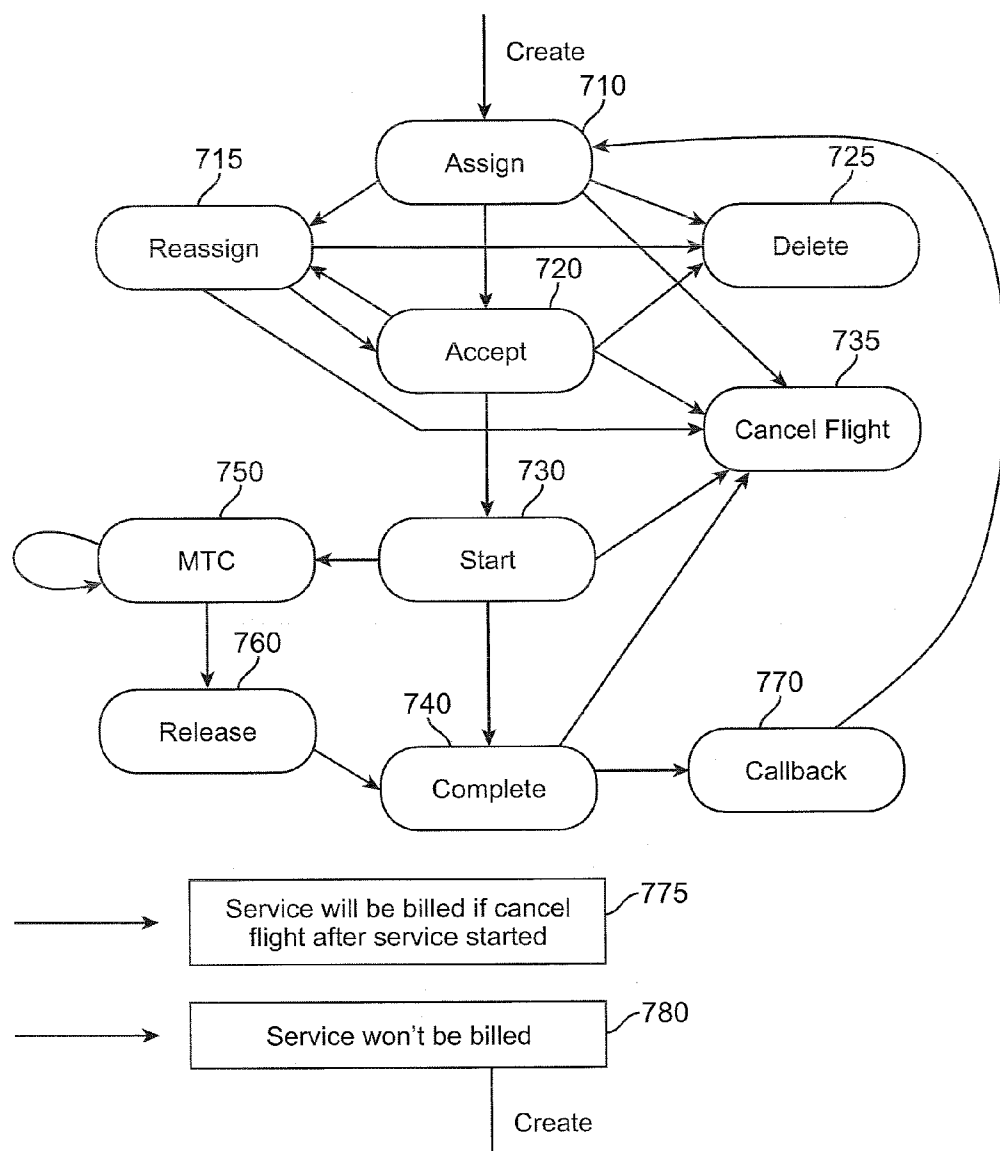 Create
710
Assign
715
725
Reassign
Delete
720
Accept
735
Cancel Flight
750
730
MTC
Start
760
740
770
Release
Complete
Callback
775
Service will be billed if cancel
flight after service started
780
Service won't be billed
Create